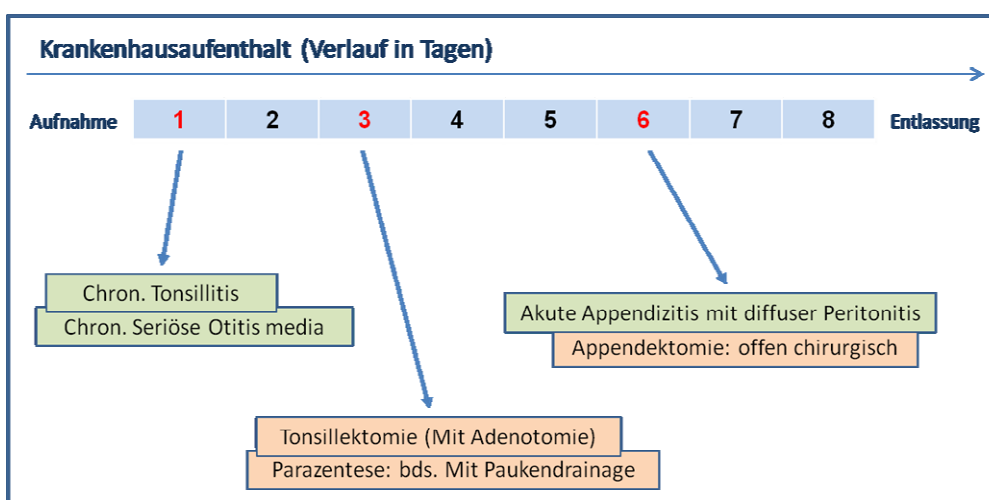 Krankenhausaufenthalt (Verlauf in Tagen)
Aufnahme 1 2 3 4 5 6 7 8 Entlassung
Chron. Tonsillitis
Chron. Seriöse Otitis media
Akute Appendizitis mit diffuser Peritonitis
Appendektomie: offen chirurgisch
Tonsillektomie (Mit Adenotomie)
Parazentese: bds. Mit Paukendrainage